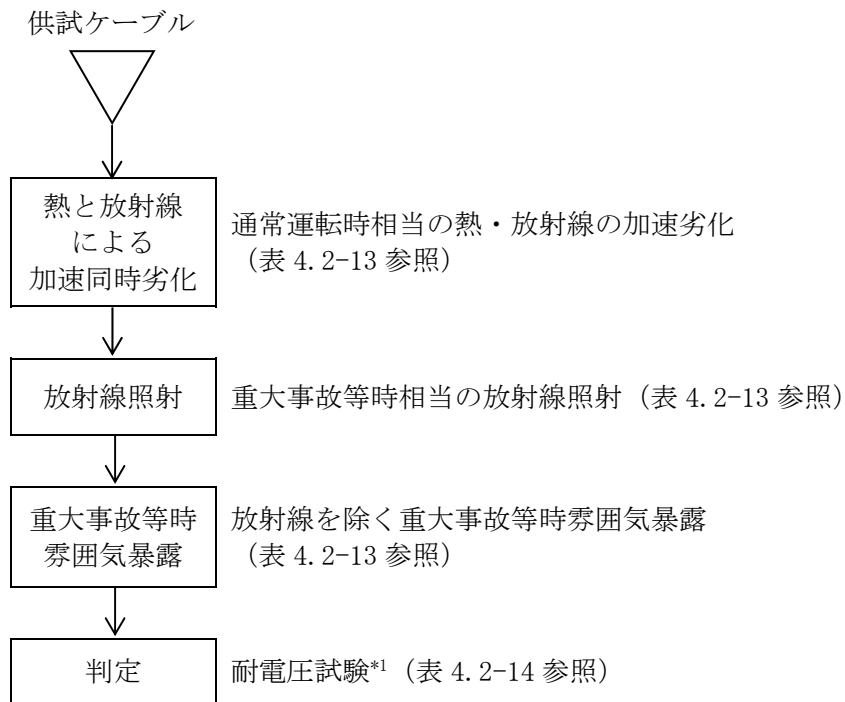 供試ケーブル
熱と放射線
による
加速同時劣化
通常運転時相当の熱・放射線の加速劣化
（表 4.2-13 参照）
放射線照射
重大事故等時相当の放射線照射（表 4.2-13 参照）
重大事故等時
雰囲気暴露
放射線を除く重大事故等時雰囲気暴露
（表 4.2-13 参照）
判定
耐電圧試験*1（表 4.2-14 参照）